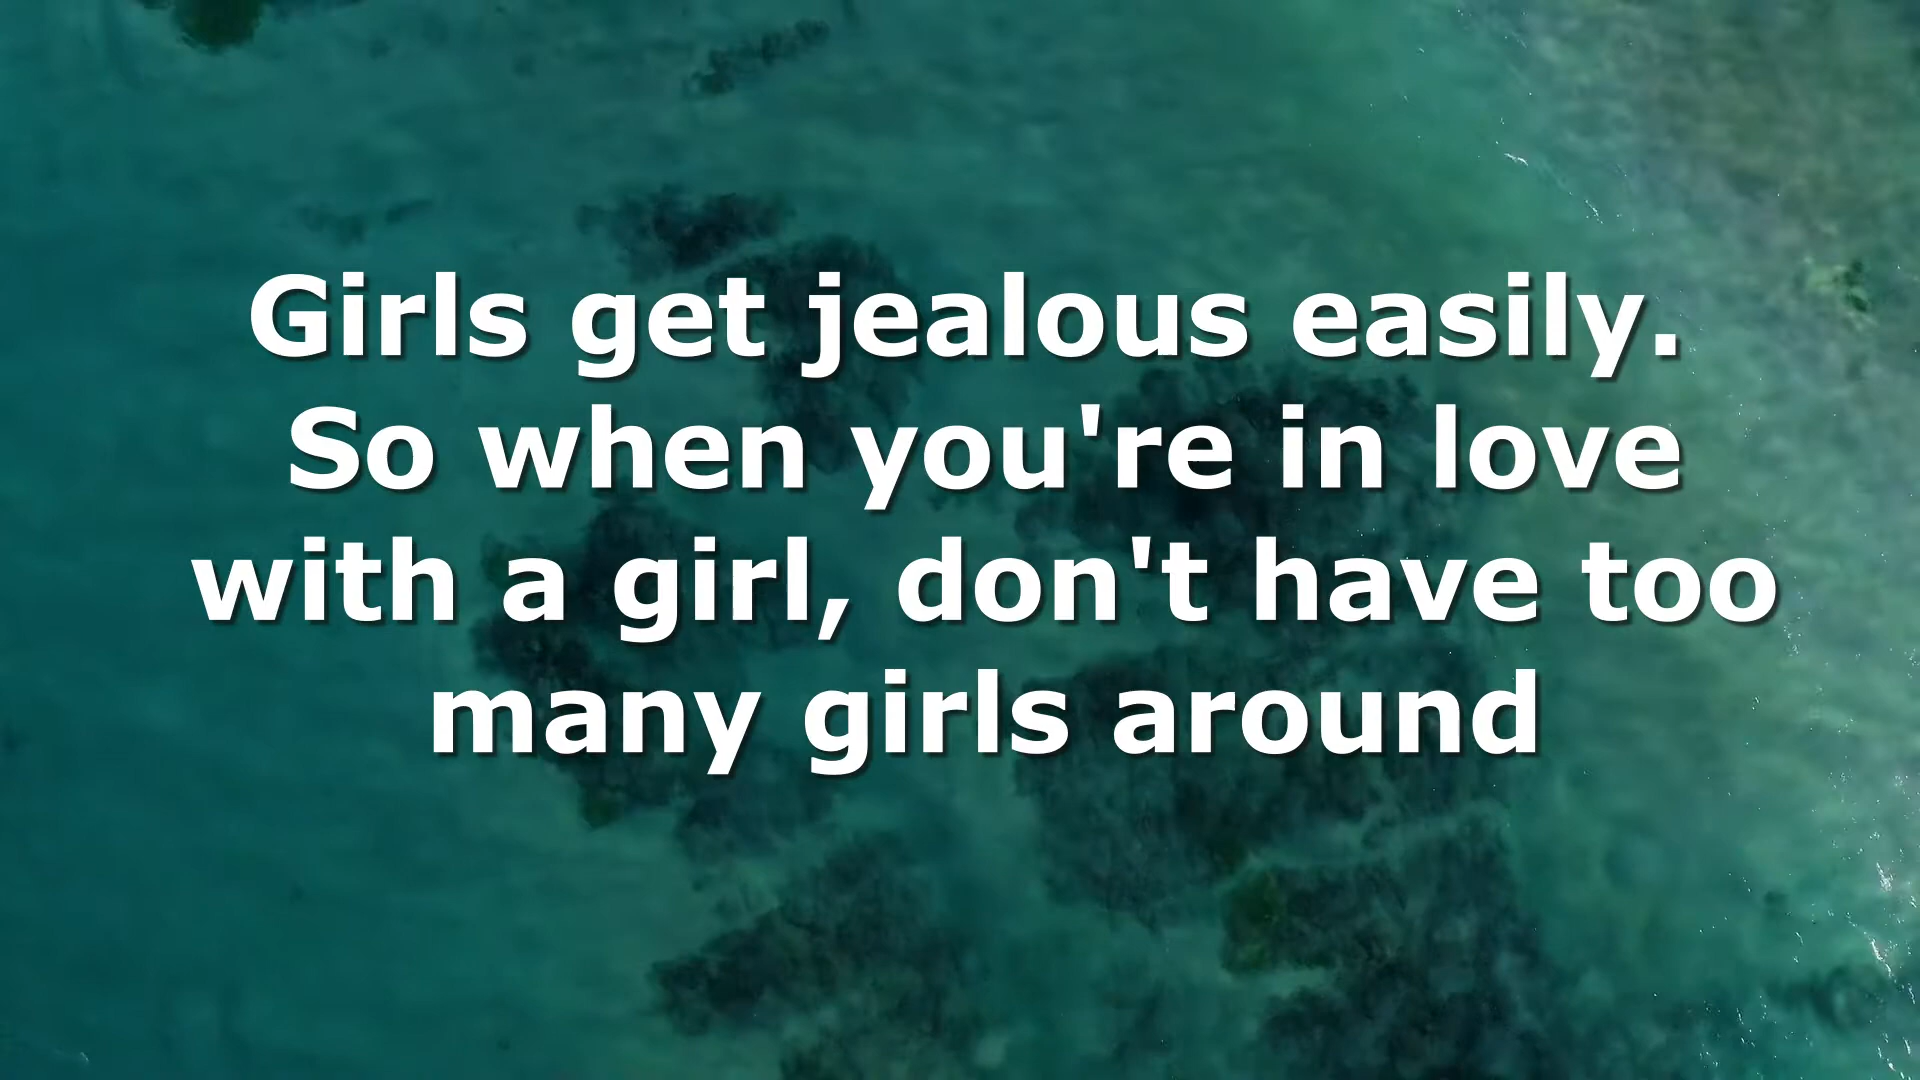 Girls get jealous easily.
So when you're in love
with a girl, don't have too
many girls around